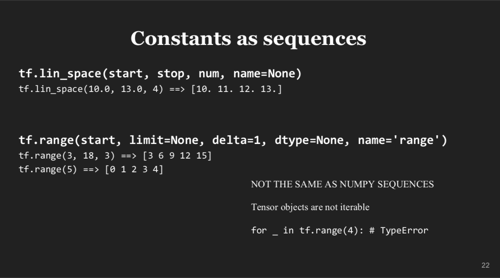 Constants as sequences
tf.lin_space(start, stop, num, name=None)
tf.lin_space(10.0, 13.0, 4) ==> [10. 11. 12. 13.]
tf.range(start, limit=None, delta=1, dtype=None, name='range')
tf.range(3, 18, 3) ==> [3 6 9 12 15]
tf.range(5) ==> [0 1 2 3 4]
NOT THE SAME AS NUMPY SEQUENCES
Tensor objects are not iterable
for _ in tf.range(4): # TypeError
22